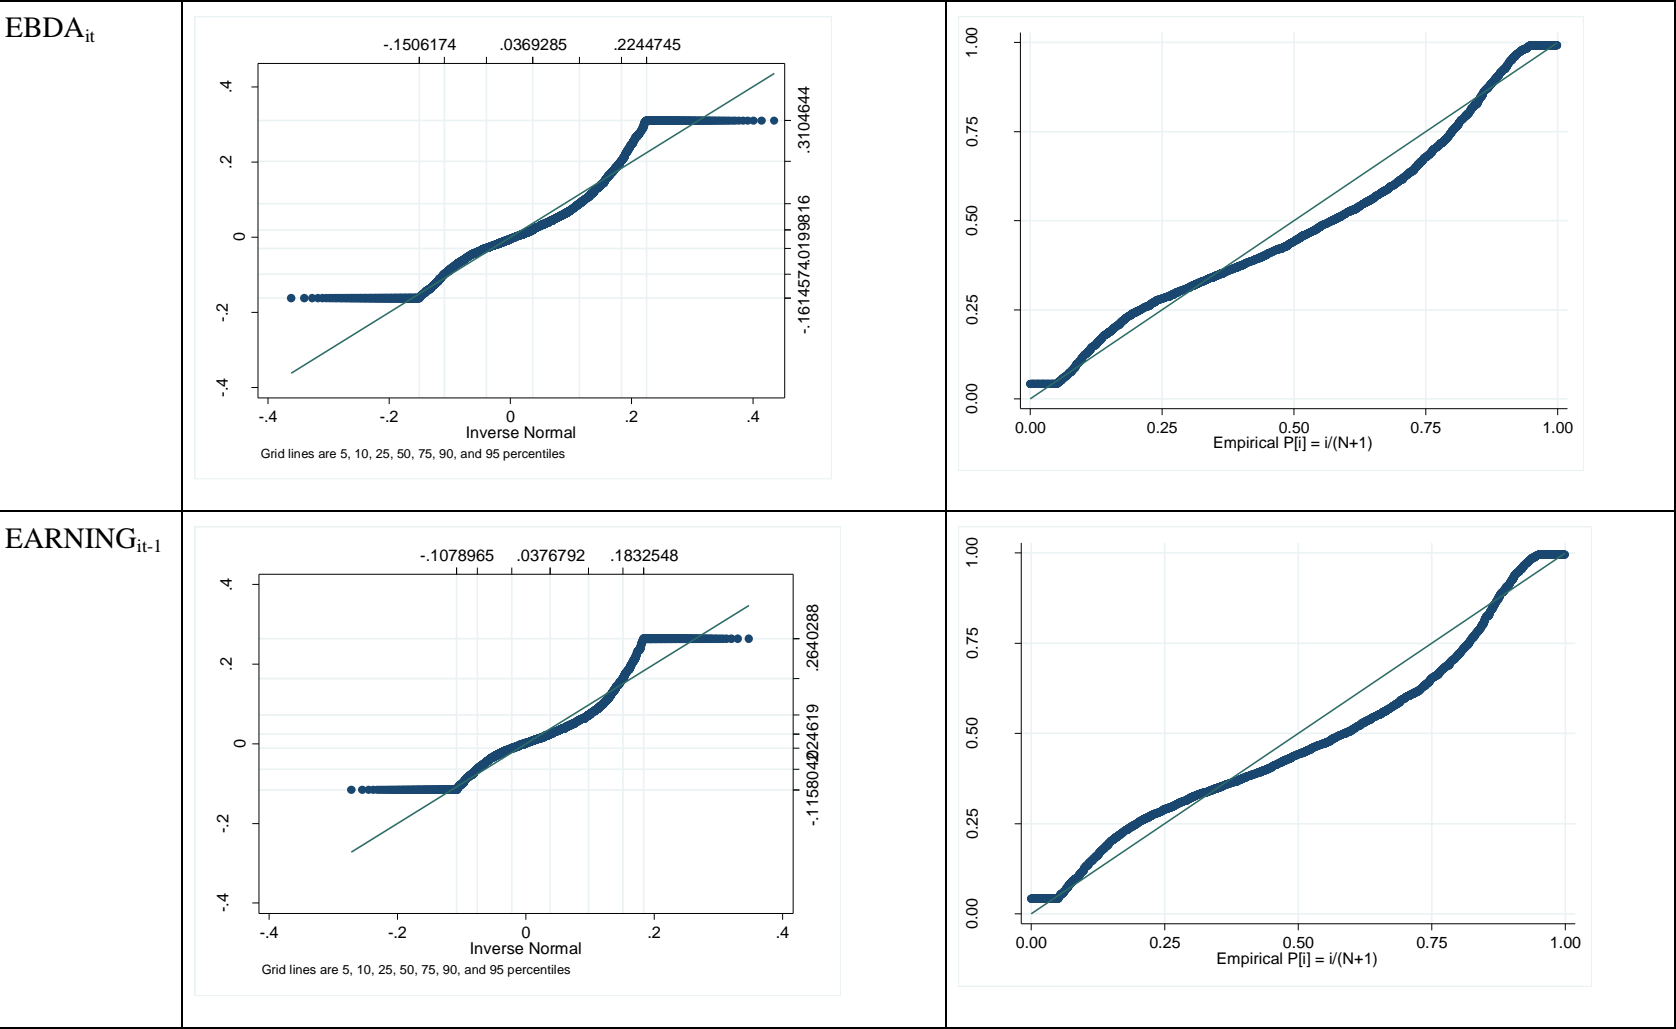 EBDAit
-.1506174 .0369285 .2244745
.4
.2
0
-.2
-.4
.3104644
.0199816
-.1614574
-.4 -.2 0 .2 .4
Inverse Normal
Grid lines are 5, 10, 25, 50, 75, 90, and 95 percentiles
1.00
0.75
0.50
0.25
0.00
0.00 0.25 0.50 0.75 1.00
Empirical P[i] = i/(N+1)
EARNINGit-1
-.1078965 .0376792 .1832548
.4
.2
0
-.2
-.4
.2640288
-.4 -.2 0 .2 .4
Inverse Normal
Grid lines are 5, 10, 25, 50, 75, 90, and 95 percentiles
1.00
0.75
0.50
0.25
0.00
0.00 0.25 0.50 0.75 1.00
Empirical P[i] = i/(N+1)